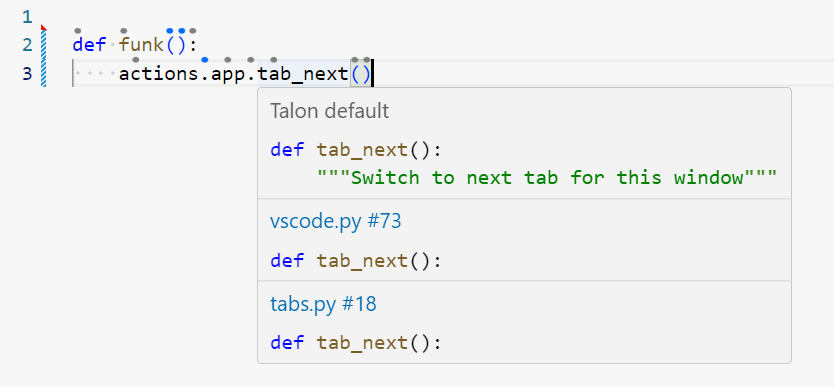 1
2 def funk():
3 actions.app.tab_next()
Talon default
def tab_next():
"""Switch to next tab for this window"""
vscode.py #73
def tab_next():
tabs.py #18
def tab_next():